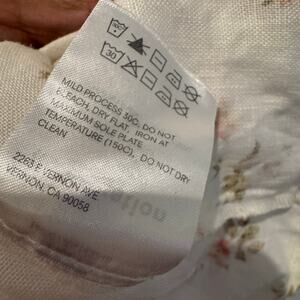 30
MILD PROCESS 30C, DO NOT
BLEACH, DRY FLAT, IRON AT
MAXIMUM SOLE PLATE
TEMPERATURE (150C), DO NOT DRY
CLEAN
2263 E VERNON AVE
VERNON, CA 90058